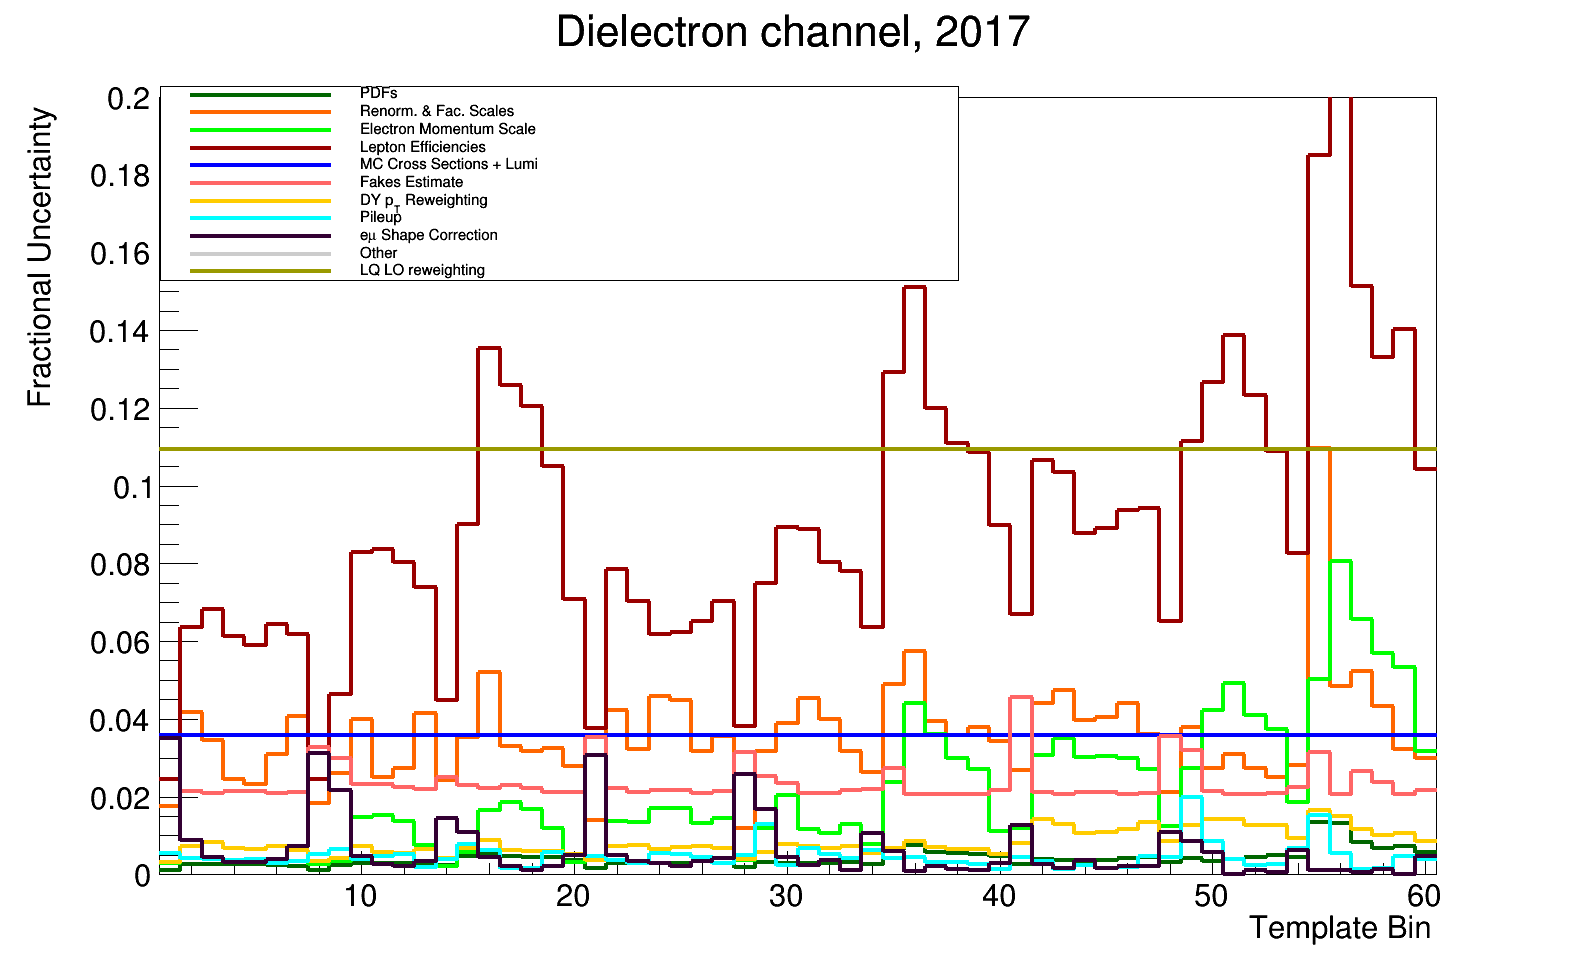 Dielectron channel, 2017
Fractional Uncertainty
0.2
0.18
0.16
0.14
0.12
0.1
0.08
0.06
0.04
0.02
0
PDFs
Renorm. & Fac. Scales
Electron Momentum Scale
Lepton Efficiencies
MC Cross Sections + Lumi
Fakes Estimate
DY pT Reweighting
Pileup
eμ Shape Correction
Other
LQ LO reweighting
10 20 30 40 50 60
Template Bin